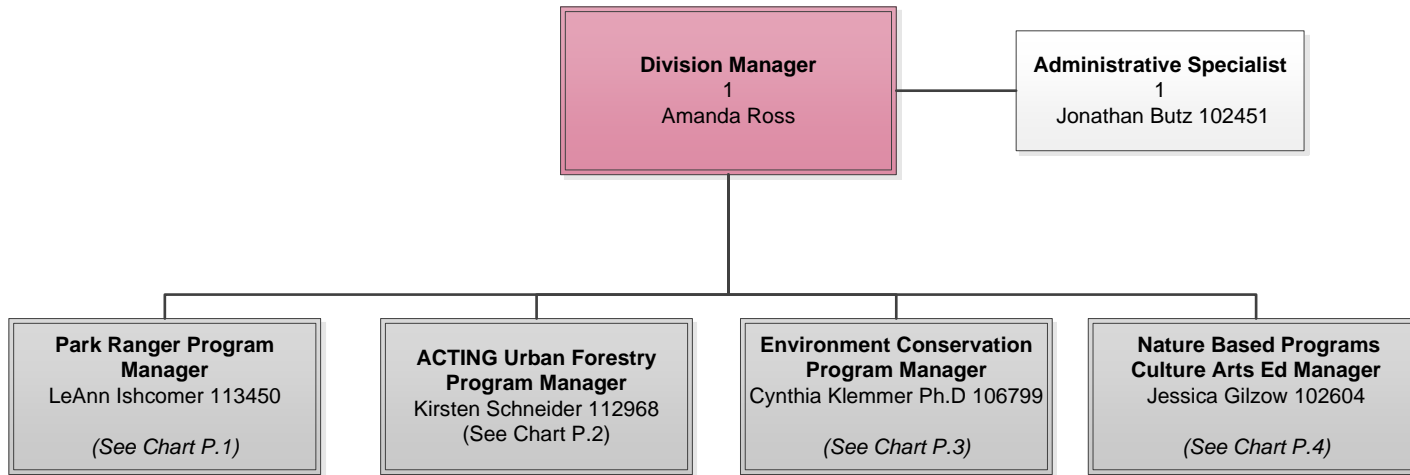 Division Manager
1
Amanda Ross
Administrative Specialist
1
Jonathan Butz 102451
Park Ranger Program
Manager
LeAnn Ishcomer 113450
(See Chart P.1)
ACTING Urban Forestry
Program Manager
Kirsten Schneider 112968
(See Chart P.2)
Environment Conservation
Program Manager
Cynthia Klemmer Ph.D 106799
(See Chart P.3)
Nature Based Programs
Culture Arts Ed Manager
Jessica Gilzow 102604
(See Chart P.4)